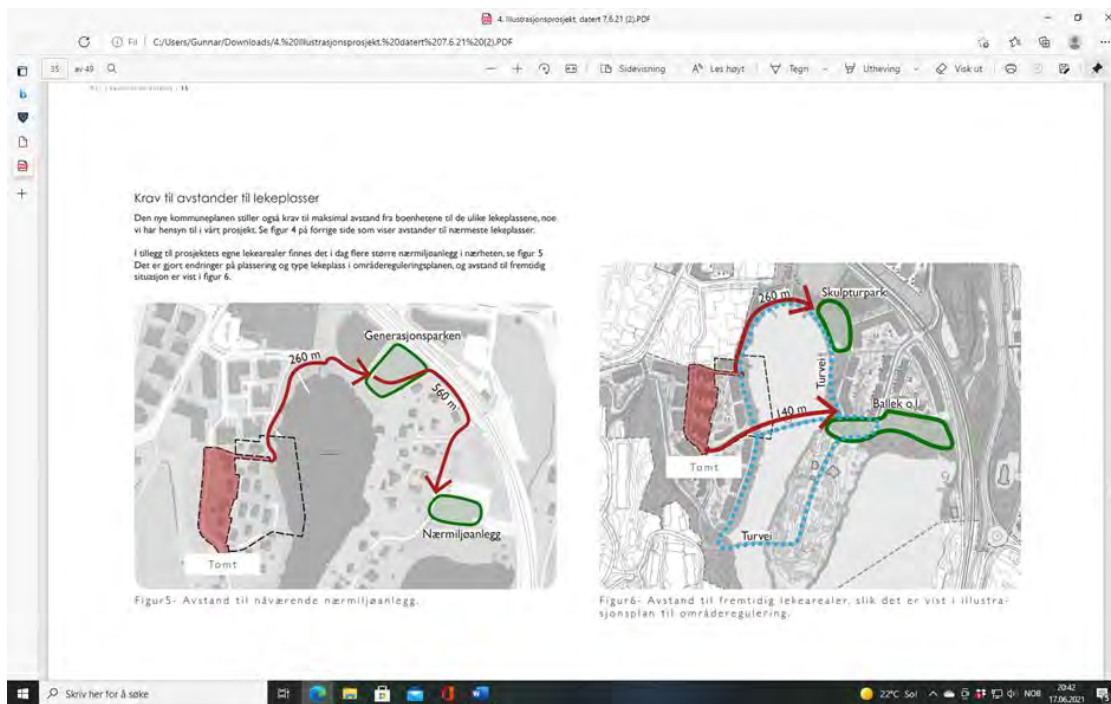 4. Illustrasjonsprosjekt, datert 7.6.21 (2).PDF
Fil C:/Users/Gunnar/Downloads/4.%20Illustrasjonsprosjekt,%20datert%207.6.21%20(2).PDF
35 av 49 Sidevisning Les høyt Tegn Utheving Visk ut
35
Krav til avstander til lekeplasser
Den nye kommuneplanen stiller også krav til maksimal avstand fra boenhetene til de ulike lekeplassene, noe
vi har hensyn til i vårt prosjekt. Se figur 4 på forrige side som viser avstander til nærmeste lekeplasser.
I tillegg til prosjektets egne lekearealer finnes det i dag flere større nærmiljøanlegg i nærheten, se figur 5
Det er gjort endringer på plassering og type lekeplass i områdereguleringsplanen, og avstand til fremtidig
situasjon er vist i figur 6.
Generasjonsparken
260 m
560 m
Nærmiljøanlegg
Tomt
Figur5- Avstand til nåværende nærmiljøanlegg.
260 m
Skulpturpark
Turvei
Ballek o.l
140 m
Tomt
Turvei
Figur6- Avstand til fremtidig lekearealer, slik det er vist i illustra-
sjonsplan til områderegulering.
Skriv her for å søke
22°C Sol
NOB
20:42
17.06.2021